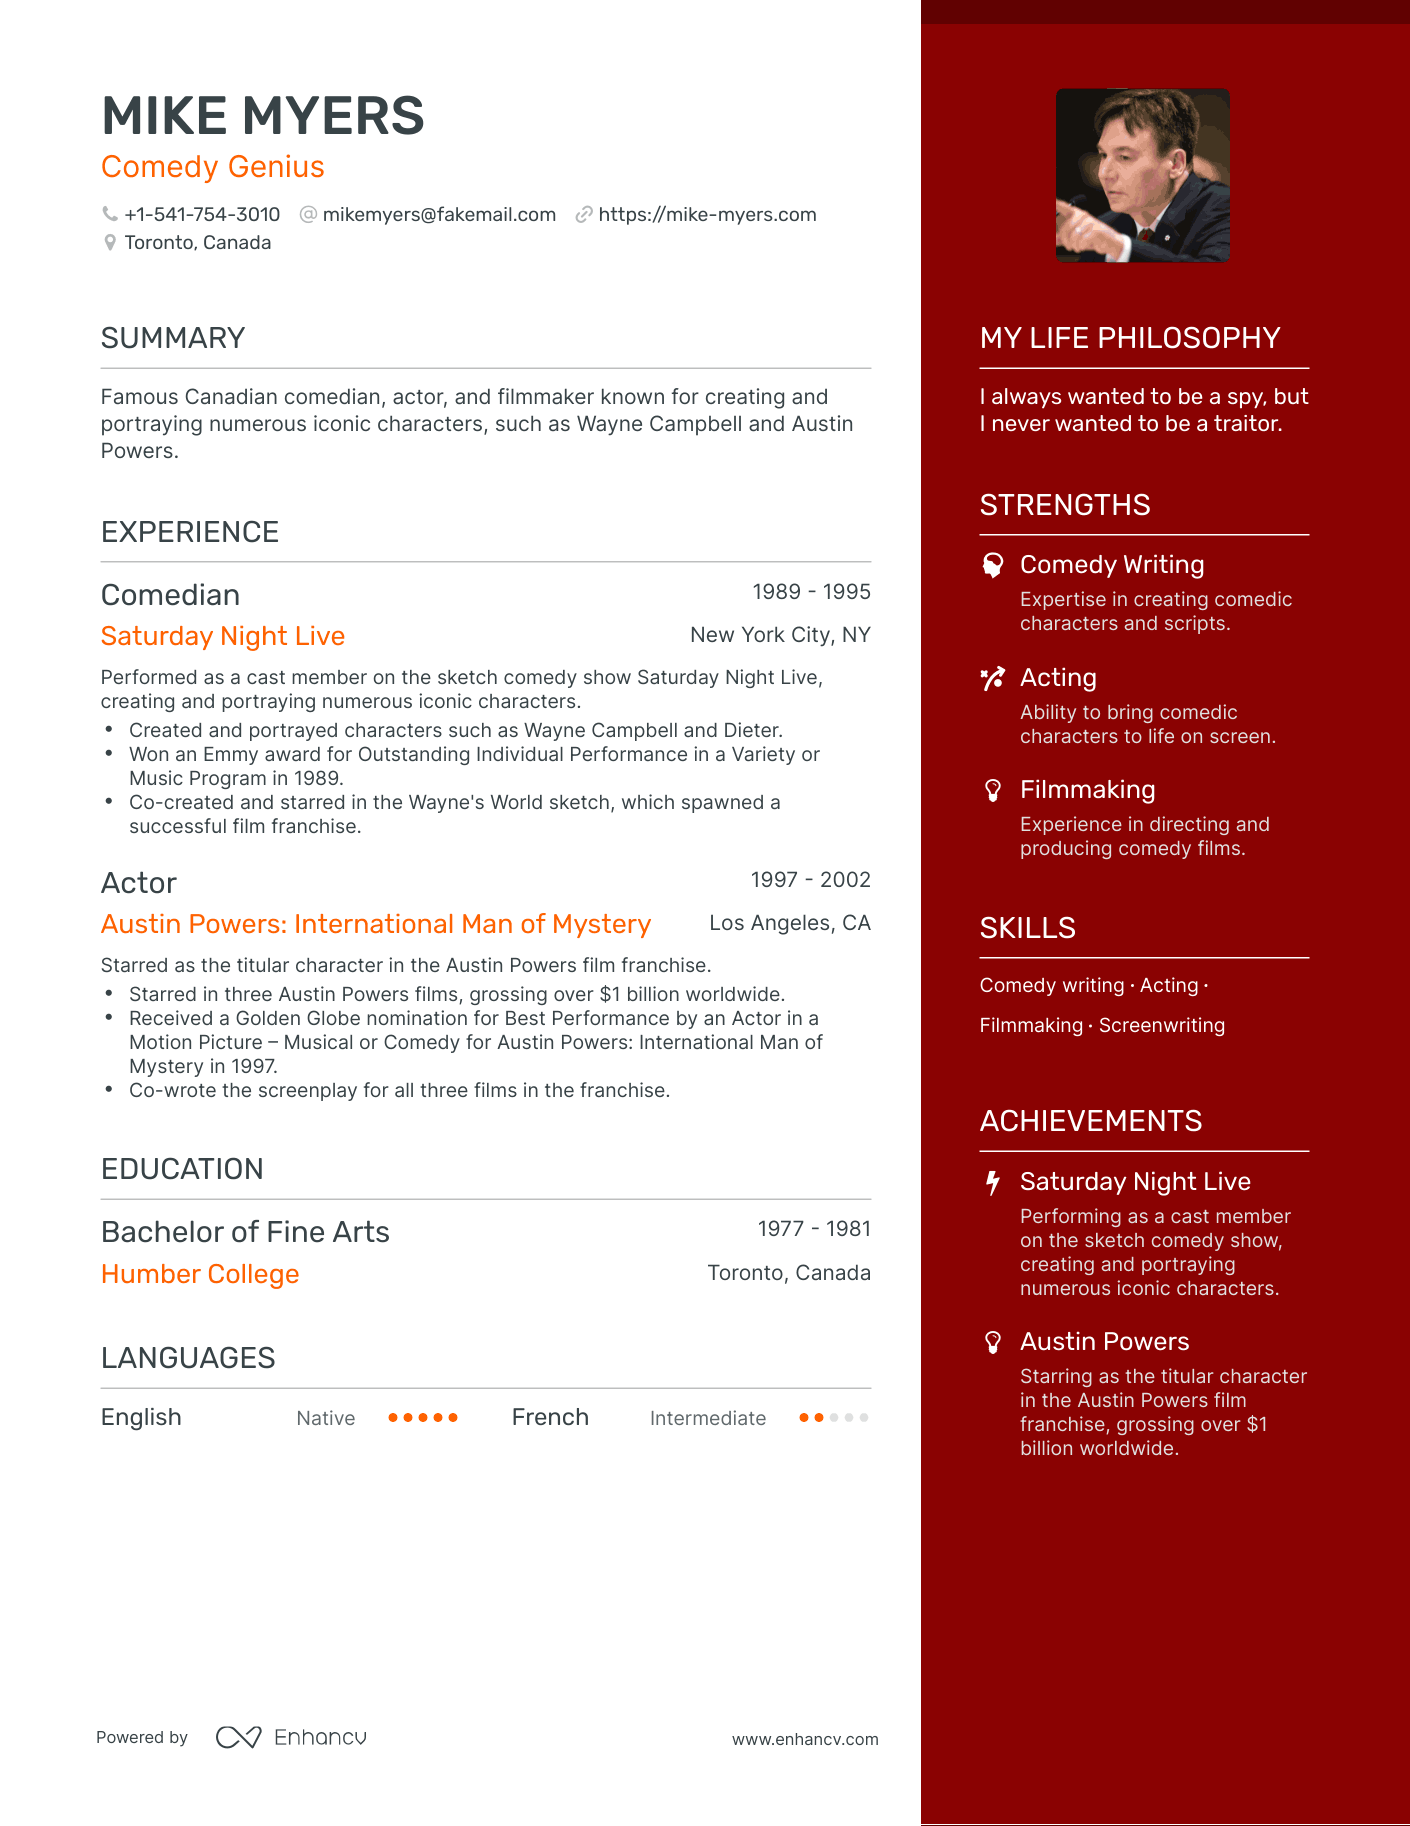 MIKE MYERS
Comedy Genius
+1-541-754-3010 @ mikemyers@fakemail.com https://mike-myers.com
Toronto, Canada
SUMMARY
Famous Canadian comedian, actor, and filmmaker known for creating and
portraying numerous iconic characters, such as Wayne Campbell and Austin
Powers.
EXPERIENCE
Comedian 1989 - 1995
Saturday Night Live New York City, NY
Performed as a cast member on the sketch comedy show Saturday Night Live,
creating and portraying numerous iconic characters.
• Created and portrayed characters such as Wayne Campbell and Dieter.
• Won an Emmy award for Outstanding Individual Performance in a Variety or
Music Program in 1989.
• Co-created and starred in the Wayne's World sketch, which spawned a
successful film franchise.
Actor 1997 - 2002
Austin Powers: International Man of Mystery Los Angeles, CA
Starred as the titular character in the Austin Powers film franchise.
• Starred in three Austin Powers films, grossing over $1 billion worldwide.
• Received a Golden Globe nomination for Best Performance by an Actor in a
Motion Picture – Musical or Comedy for Austin Powers: International Man of
Mystery in 1997.
• Co-wrote the screenplay for all three films in the franchise.
EDUCATION
Bachelor of Fine Arts 1977 - 1981
Humber College Toronto, Canada
LANGUAGES
English Native French Intermediate
Powered by Enhancv www.enhancv.com
MY LIFE PHILOSOPHY
I always wanted to be a spy, but
I never wanted to be a traitor.
STRENGTHS
Comedy Writing
Expertise in creating comedic
characters and scripts.
Acting
Ability to bring comedic
characters to life on screen.
Filmmaking
Experience in directing and
producing comedy films.
SKILLS
Comedy writing · Acting ·
Filmmaking · Screenwriting
ACHIEVEMENTS
Saturday Night Live
Performing as a cast member
on the sketch comedy show,
creating and portraying
numerous iconic characters.
Austin Powers
Starring as the titular character
in the Austin Powers film
franchise, grossing over $1
billion worldwide.